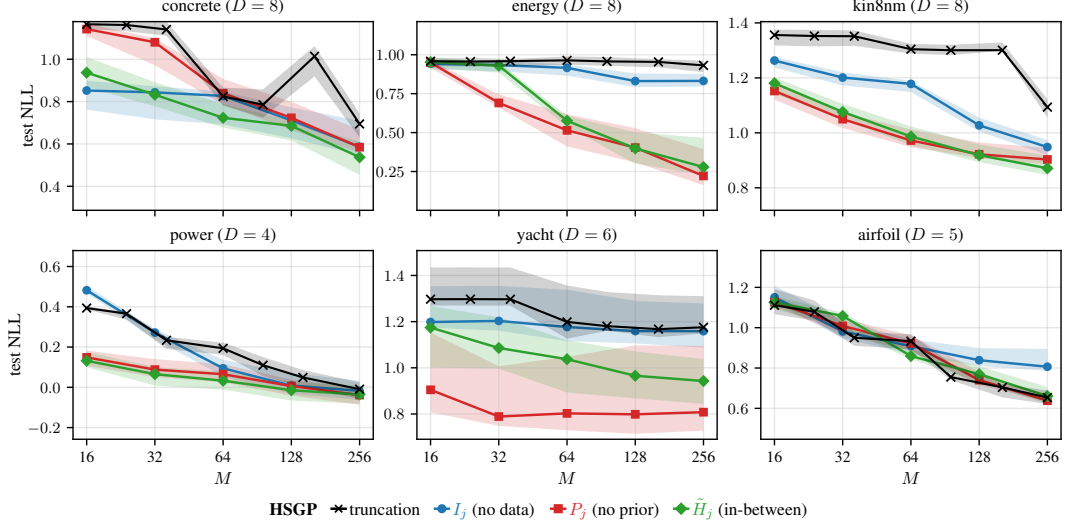 concrete (D = 8)
energy (D = 8)
kin8nm (D = 8)
test NLL
1.0
0.8
0.6
0.4
1.00
0.75
0.50
0.25
1.4
1.2
1.0
0.8
power (D = 4)
yacht (D = 6)
airfoil (D = 5)
test NLL
0.6
0.4
0.2
0.0
−0.2
1.4
1.2
1.0
0.8
1.2
1.0
0.8
0.6
16 32 64 128 256
16 32 64 128 256
16 32 64 128 256
M
M
M
HSGP truncation I_j (no data) P_j (no prior) H̃_j (in-between)